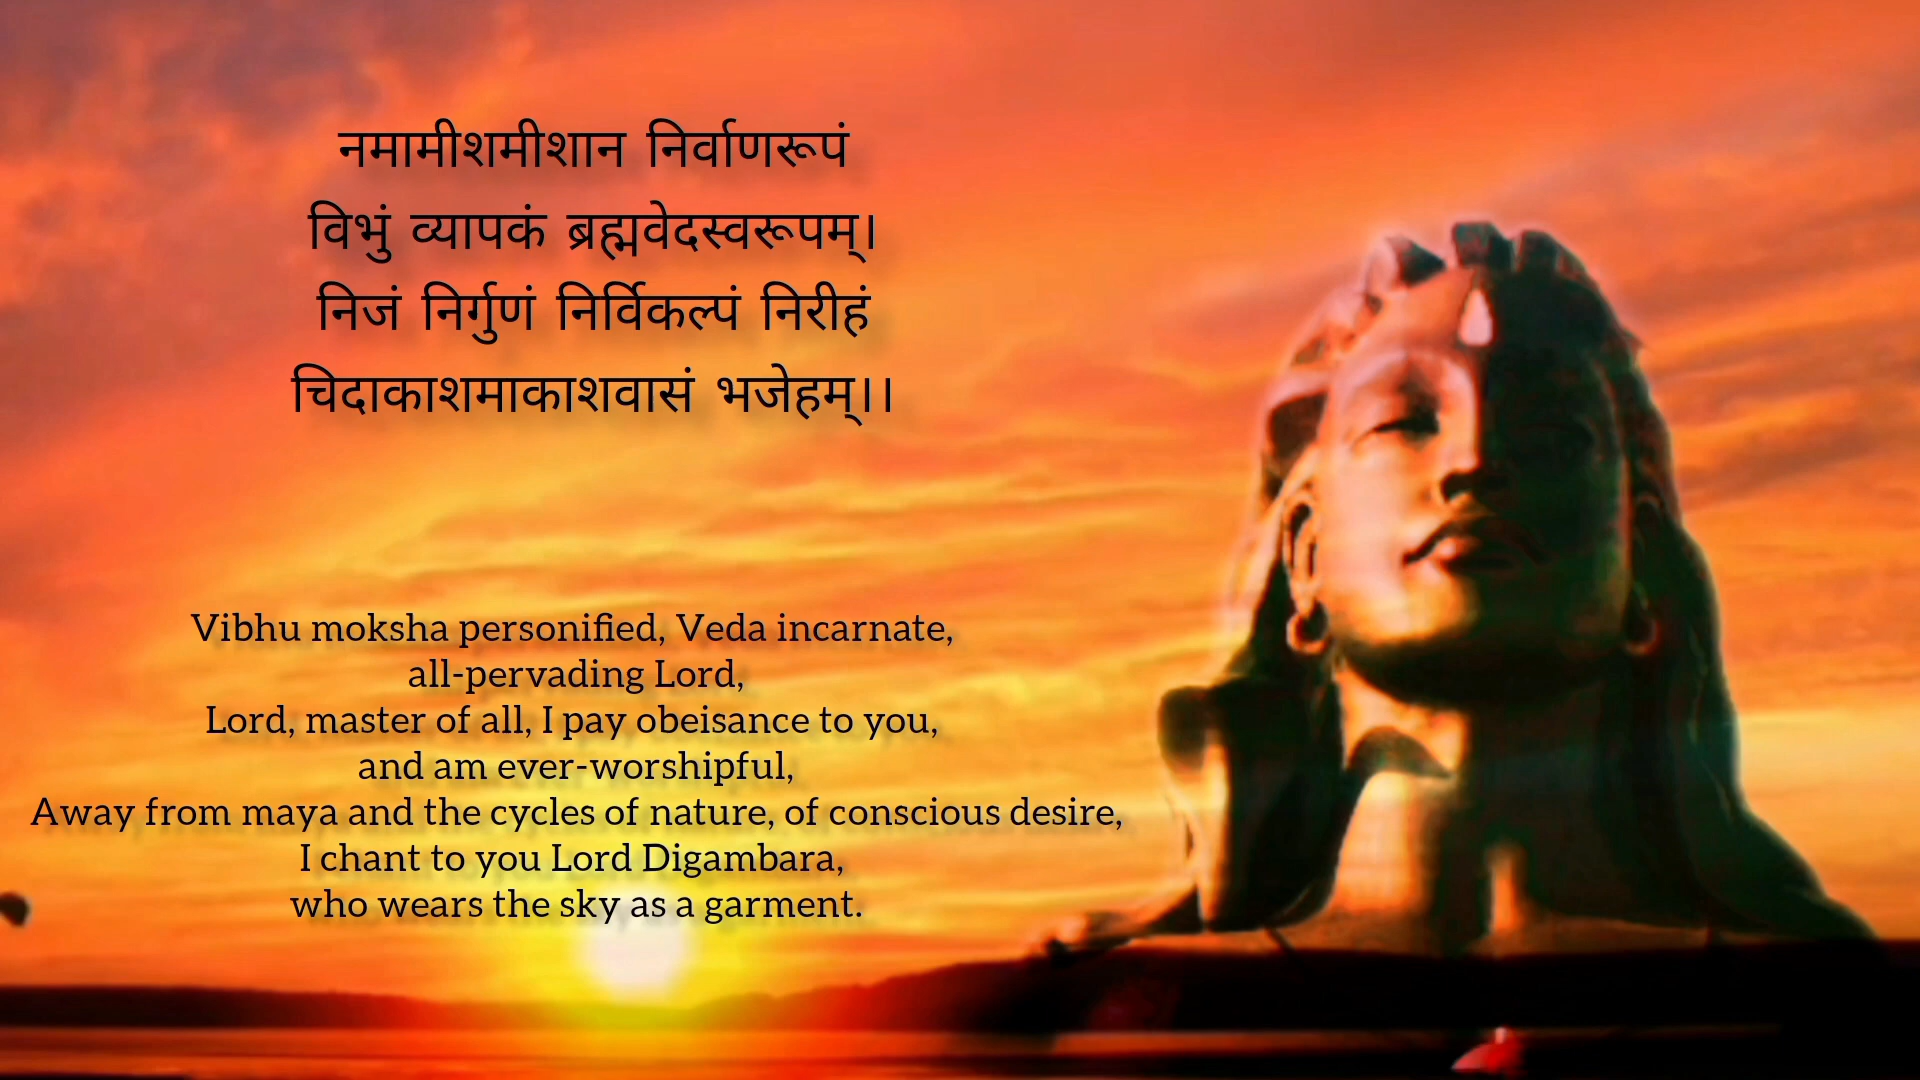 नमामीशमीशान निर्वाणरूपं
विभुं व्यापकं ब्रह्मवेदस्वरूपम्।
निजं निर्गुणं निर्विकल्पं निरीहं
चिदाकाशमाकाशवासं भजेहम्।।
Vibhu moksha personified, Veda incarnate,
all-pervading Lord,
Lord, master of all, I pay obeisance to you,
and am ever-worshipful,
Away from maya and the cycles of nature, of conscious desire,
I chant to you Lord Digambara,
who wears the sky as a garment.